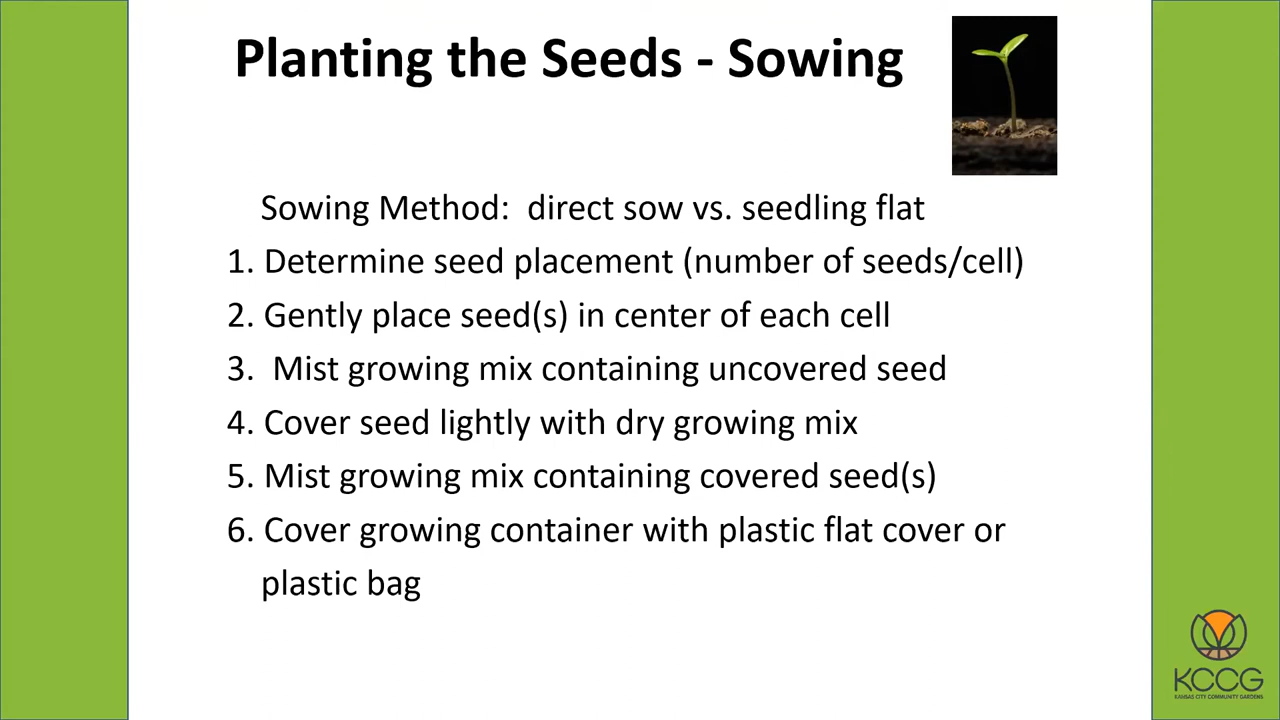 Planting the Seeds - Sowing
Sowing Method:  direct sow vs. seedling flat
1. Determine seed placement (number of seeds/cell)
2. Gently place seed(s) in center of each cell
3.  Mist growing mix containing uncovered seed
4. Cover seed lightly with dry growing mix
5. Mist growing mix containing covered seed(s)
6. Cover growing container with plastic flat cover or
plastic bag
KCCG
KANSAS CITY COMMUNITY GARDENS